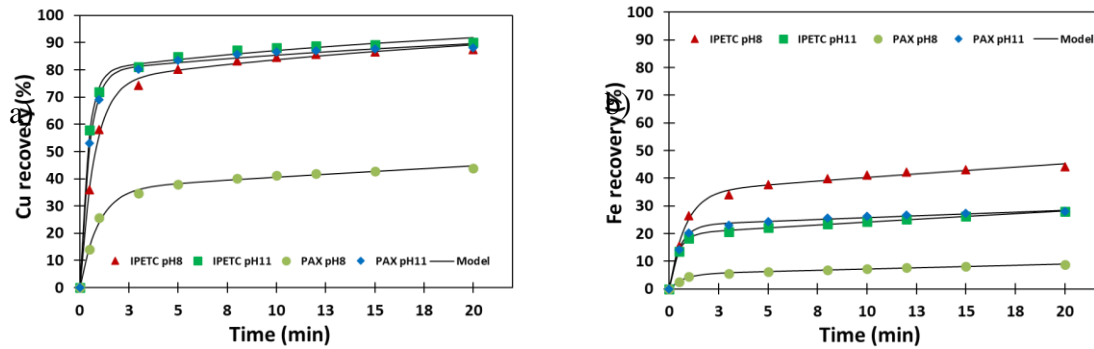 a)
Cu recovery (%)
100
90
80
70
60
50
40
30
20
10
0
IPETC pH8 IPETC pH11 PAX pH8 PAX pH11 Model
0 3 5 8 10 13 15 18 20
Time (min)
b)
Fe recovery (%)
100
90
80
70
60
50
40
30
20
10
0
IPETC pH8 IPETC pH11 PAX pH8 PAX pH11 Model
0 3 5 8 10 13 15 18 20
Time (min)